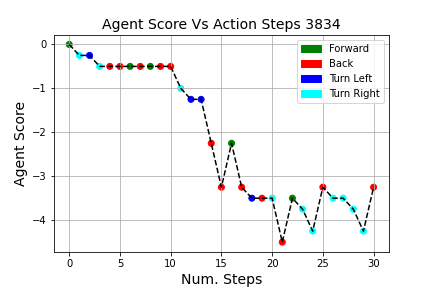 Agent Score Vs Action Steps 3834
Forward
Back
Turn Left
Turn Right
0
−1
−2
−3
−4
Agent Score
0 5 10 15 20 25 30
Num. Steps